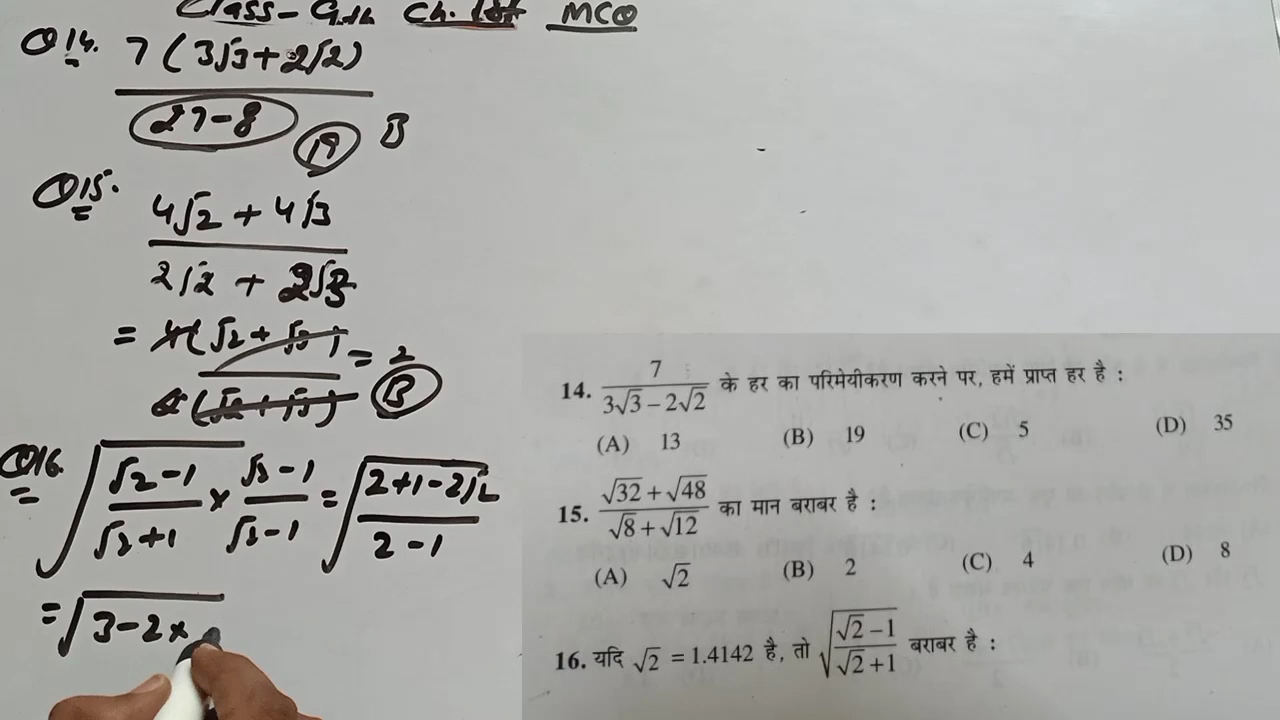 Class-9th Ch. 1st MCQ
Q14. 7(3√3+2√2)
27-8 19 B
Q15. 4√2 + 4√3
2√2 + 2√3
= 4(√2+√3) = 2
2(√2+√3) B
Q16. √2-1 × √2-1 = √2+1-2√2
√2+1 √2-1 2-1
= √3-2×
14. 7/(3√3-2√2) के हर का परिमेयीकरण करने पर, हमें प्राप्त हर है :
(A) 13 (B) 19 (C) 5 (D) 35
15. (√32+√48)/(√8+√12) का मान बराबर है :
(A) √2 (B) 2 (C) 4 (D) 8
16. यदि √2 = 1.4142 है, तो √((√2-1)/(√2+1)) बराबर है :